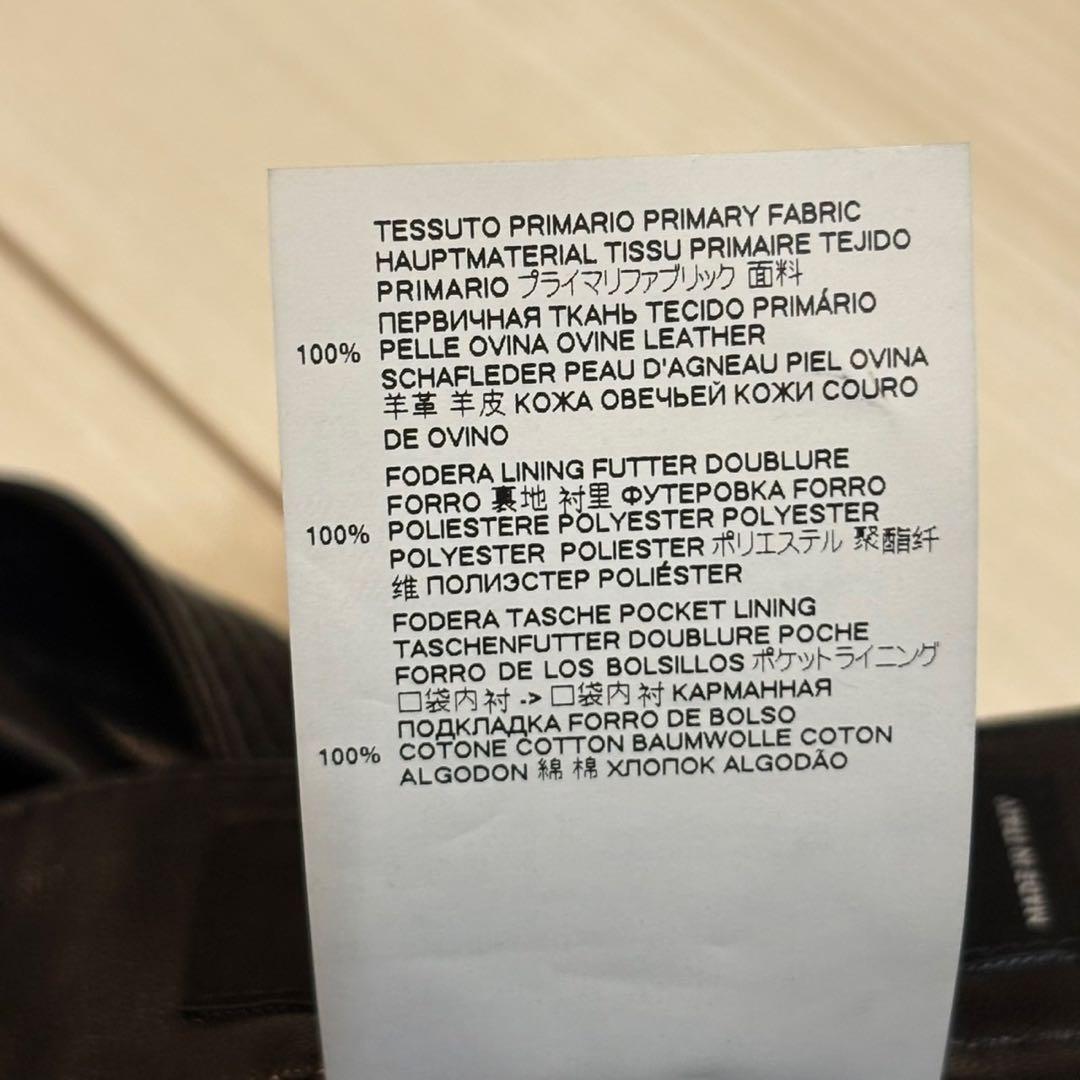 TESSUTO PRIMARIO PRIMARY FABRIC
HAUPTMATERIAL TISSU PRIMAIRE TEJIDO
PRIMARIO プライマリファブリック 面料
ПЕРВИЧНАЯ ТКАНЬ TECIDO PRIMÁRIO
100% PELLE OVINA OVINE LEATHER
SCHAFLEDER PEAU D'AGNEAU PIEL OVINA
羊革 羊皮 КОЖА ОВЕЧЬЕЙ КОЖИ COURO
DE OVINO
FODERA LINING FUTTER DOUBLURE
FORRO 裏地 衬里 ФУТЕРОВКА FORRO
100% POLIESTERE POLYESTER POLYESTER
POLYESTER POLIESTER ポリエステル 聚酯纤
维 ПОЛИЭСТЕР POLIÉSTER
FODERA TASCHE POCKET LINING
TASCHENFUTTER DOUBLURE POCHE
FORRO DE LOS BOLSILLOS ポケットライニング
口袋内衬 -> 口袋内衬 КАРМАННАЯ
ПОДКЛАДКА FORRO DE BOLSO
100% COTONE COTTON BAUMWOLLE COTON
ALGODON 綿 棉 ХЛОПОК ALGODÃO
MADE IN ITALY